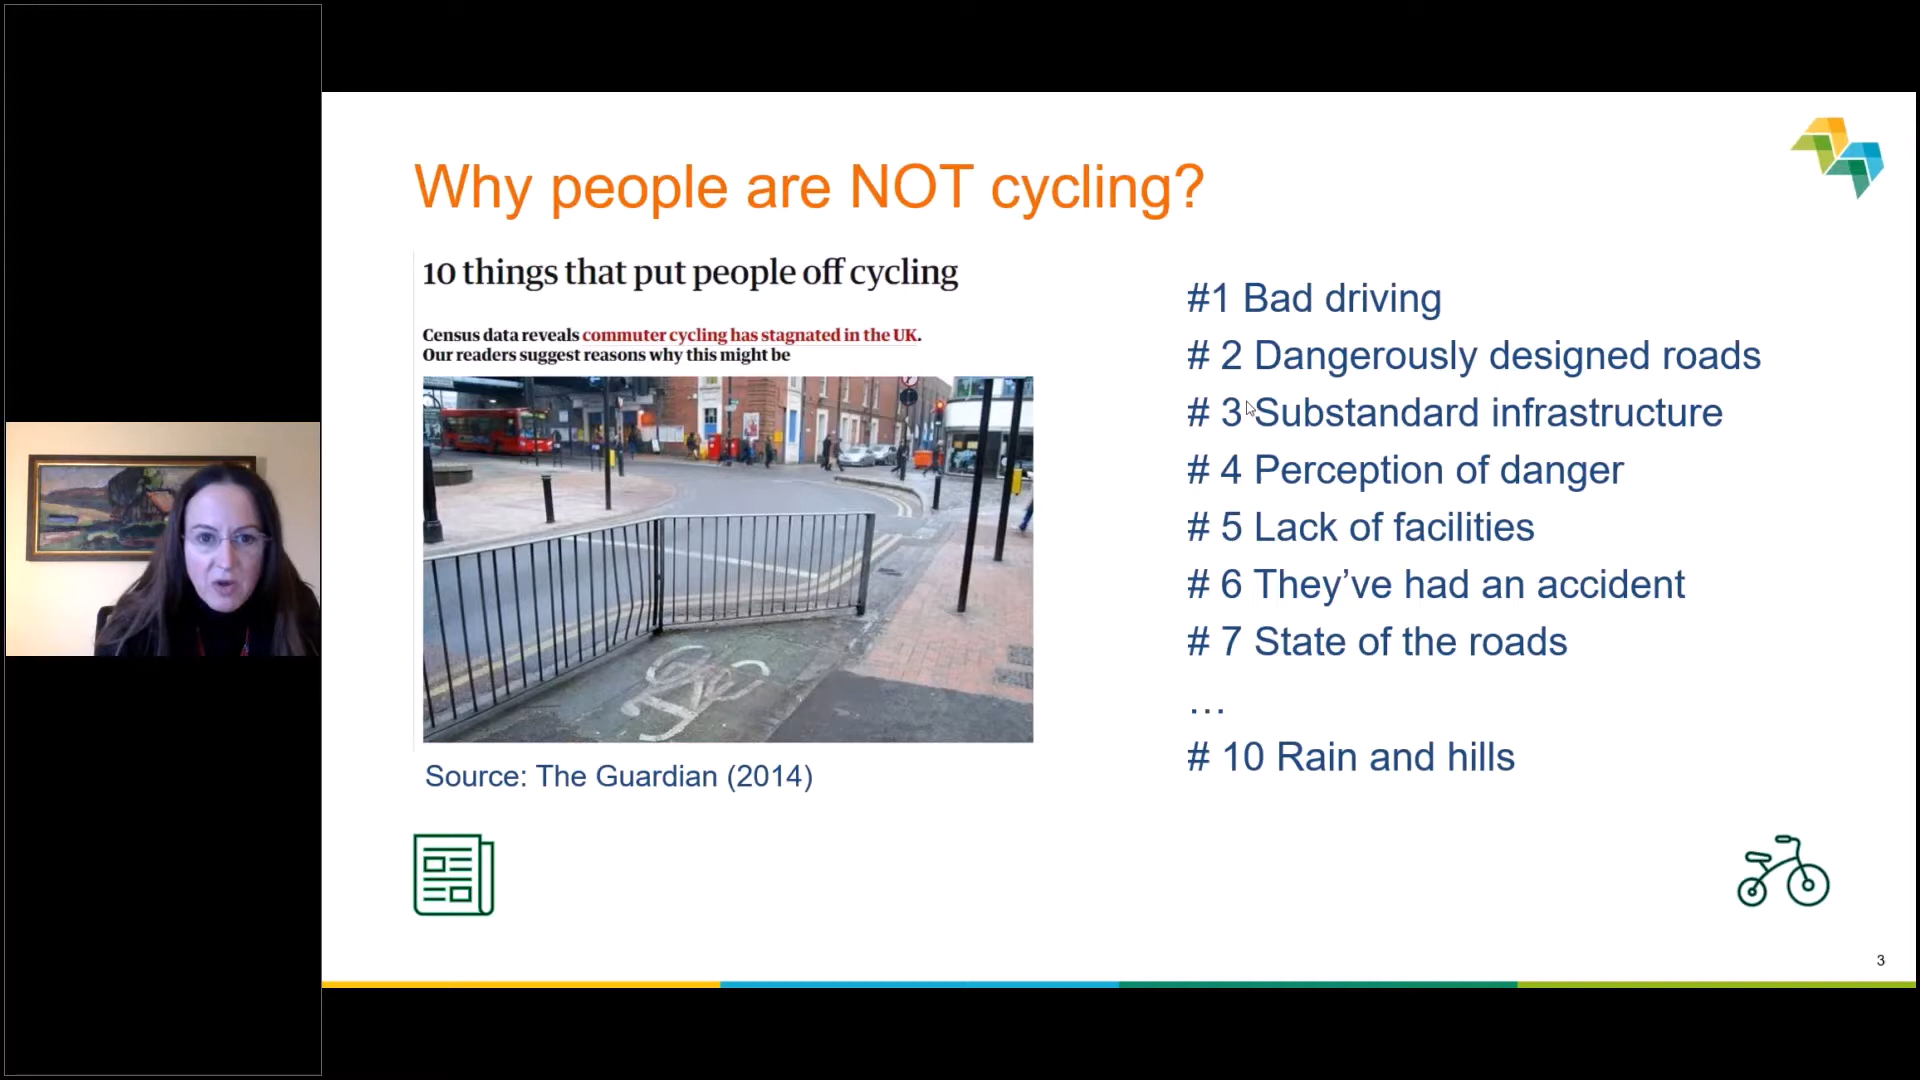 Why people are NOT cycling?
10 things that put people off cycling
Census data reveals commuter cycling has stagnated in the UK.
Our readers suggest reasons why this might be
Source: The Guardian (2014)
#1 Bad driving
# 2 Dangerously designed roads
# 3 Substandard infrastructure
# 4 Perception of danger
# 5 Lack of facilities
# 6 They’ve had an accident
# 7 State of the roads
…
# 10 Rain and hills
3